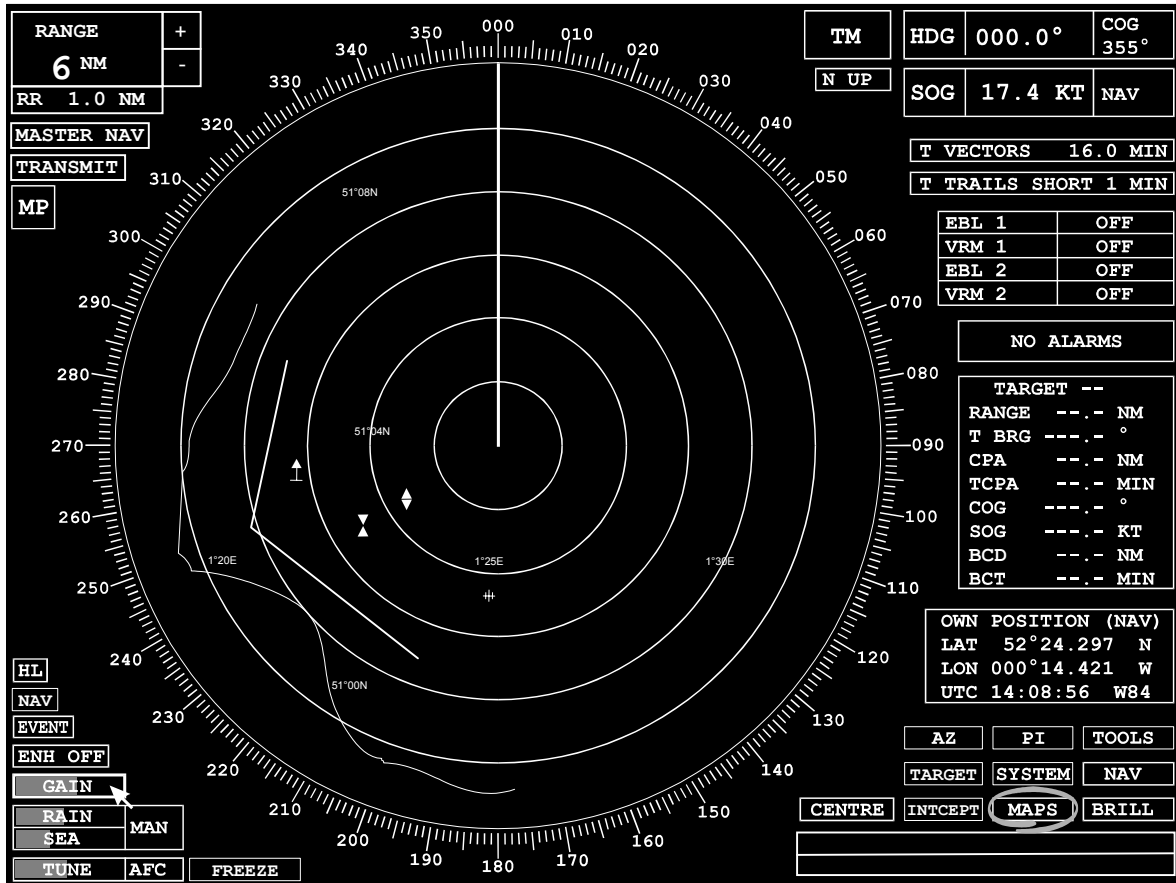 RANGE +
6 NM -
RR 1.0 NM
MASTER NAV
TRANSMIT
MP
TM
N UP
HDG 000.0° COG 355°
SOG 17.4 KT NAV
T VECTORS 16.0 MIN
T TRAILS SHORT 1 MIN
EBL 1 OFF
VRM 1 OFF
EBL 2 OFF
VRM 2 OFF
NO ALARMS
TARGET --
RANGE --.- NM
T BRG ---.- °
CPA --.- NM
TCPA --.- MIN
COG ---.- °
SOG --.- KT
BCD --.- NM
BCT --.- MIN
OWN POSITION (NAV)
LAT 52°24.297 N
LON 000°14.421 W
UTC 14:08:56 W84
000
010
020
030
040
050
060
070
080
090
100
110
120
130
140
150
160
170
180
190
200
210
220
230
240
250
260
270
280
290
300
310
320
330
340
350
51°08N
51°04N
1°20E
1°25E
1°30E
51°00N
HL
NAV
EVENT
ENH OFF
GAIN
RAIN
SEA
MAN
TUNE AFC FREEZE
AZ PI TOOLS
TARGET SYSTEM NAV
CENTRE INTCEPT MAPS BRILL